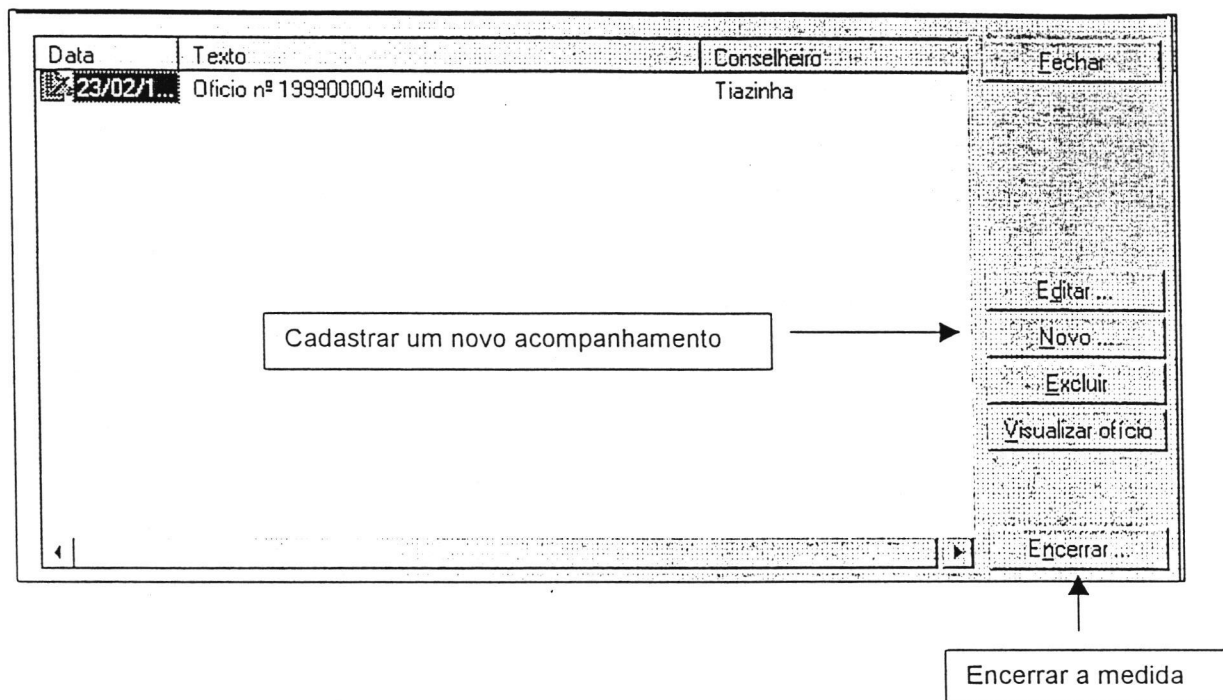 Data Texto Conselheiro Fechar
23/02/1... Ofício nº 199900004 emitido Tiazinha
Editar ...
Cadastrar um novo acompanhamento Novo ...
Excluir
Visualizar ofício
Encerrar ...
Encerrar a medida